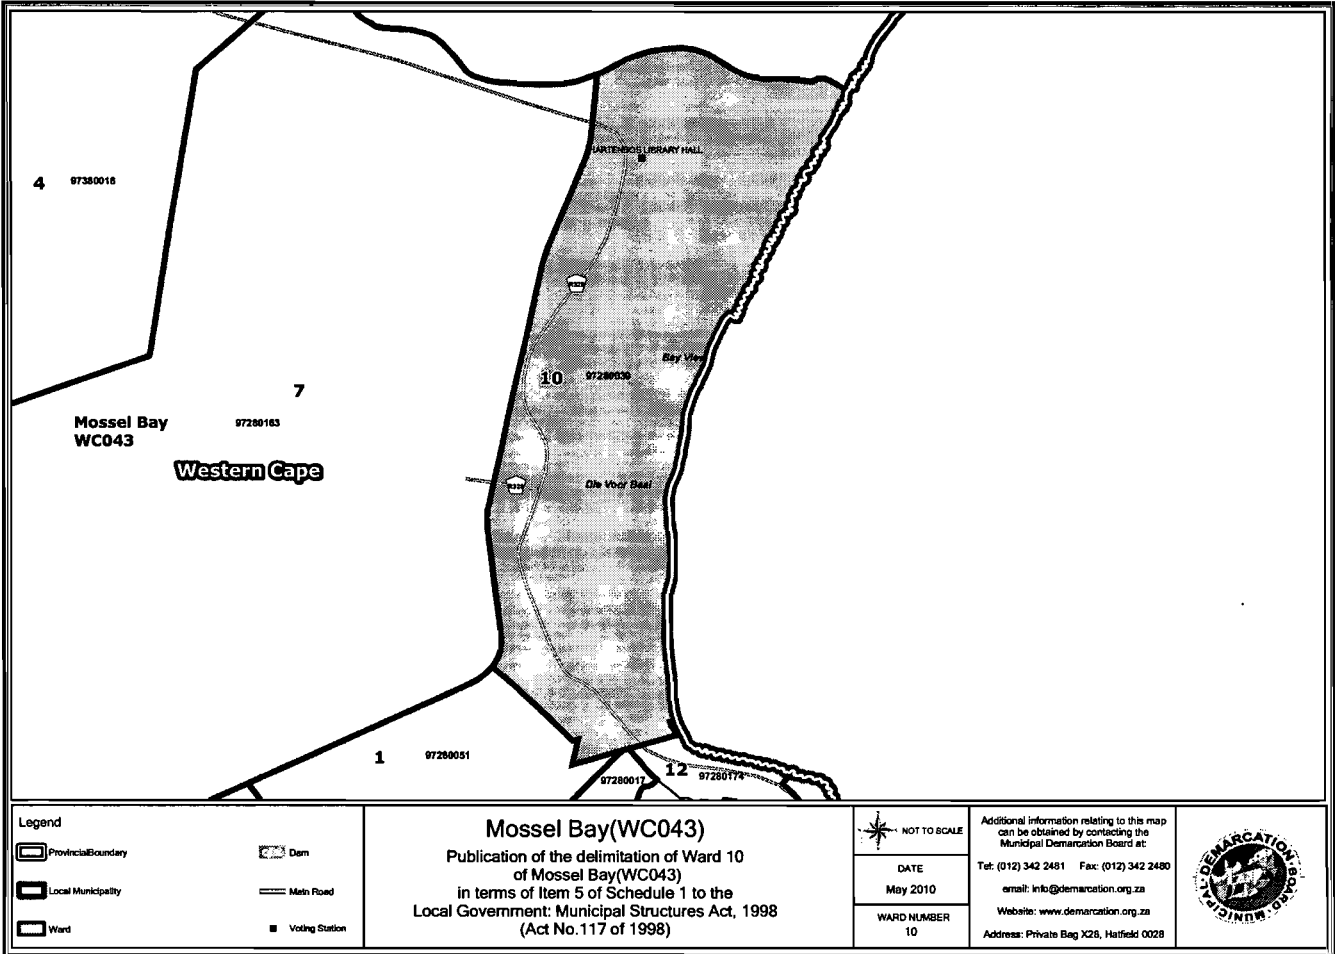 HARTENBOS LIBRARY HALL
4 97380016
R328
Bay View
10 97280039
7
Mossel Bay
WC043
97280163
Western Cape
R328
Die Voor Baai
1 97280051
12
97280017
97280174
Legend
Provincial Boundary
Local Municipality
Ward
Dam
Main Road
Voting Station
Mossel Bay(WC043)
Publication of the delimitation of Ward 10
of Mossel Bay(WC043)
in terms of Item 5 of Schedule 1 to the
Local Government: Municipal Structures Act, 1998
(Act No.117 of 1998)
NOT TO SCALE
DATE
May 2010
WARD NUMBER
10
Additional information relating to this map
can be obtained by contacting the
Municipal Demarcation Board at:
Tel: (012) 342 2481 Fax: (012) 342 2480
email: info@demarcation.org.za
Website: www.demarcation.org.za
Address: Private Bag X28, Hatfield 0028
MUNICIPAL DEMARCATION BOARD